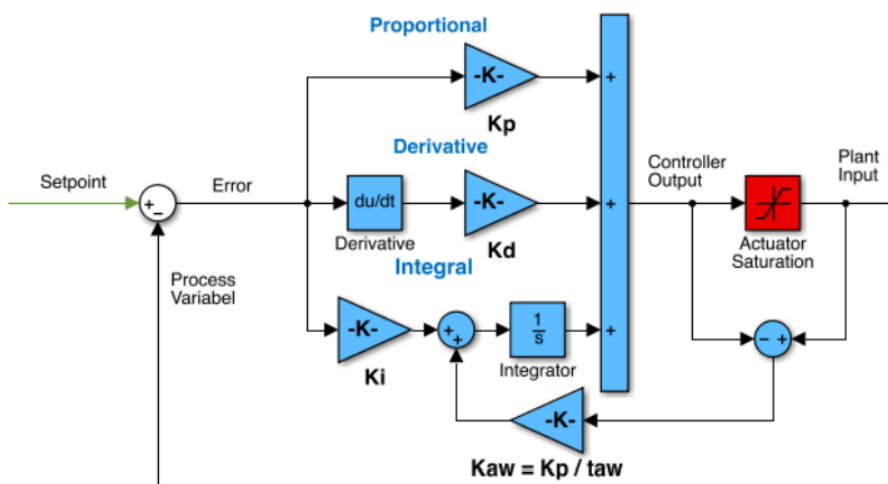 Proportional
-K-
+
Kp
Derivative
Controller
Output
Plant
Input
Setpoint
Error
+
−
du/dt
-K-
+
Derivative
Kd
Actuator
Saturation
Integral
Process
Variabel
-K-
+
+
1
s
+
− +
Ki
Integrator
-K-
Kaw = Kp / taw